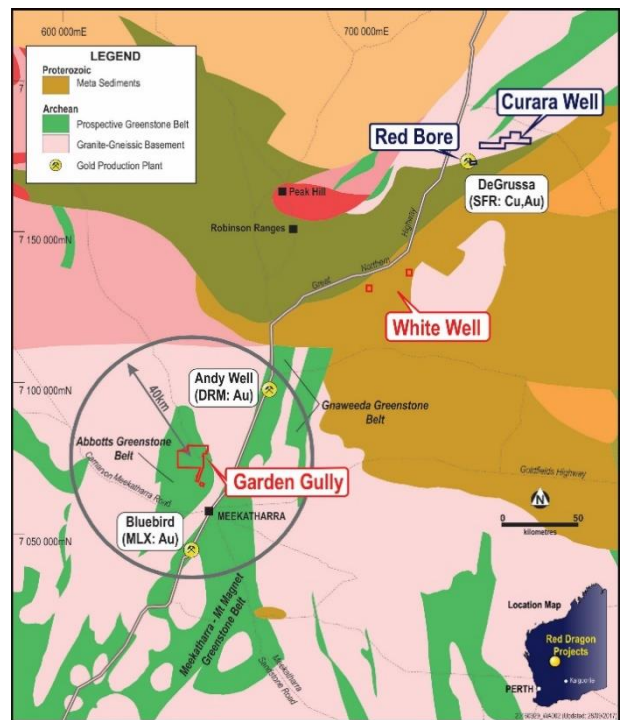 600 000mE
700 000mE
LEGEND
Proterozoic
Meta Sediments
Archean
Prospective Greenstone Belt
Granite-Gneissic Basement
Gold Production Plant
Curara Well
Red Bore
DeGrussa
(SFR: Cu,Au)
Peak Hill
Robinson Ranges
Great Northern Highway
7 150 000mN
White Well
Andy Well
(DRM: Au)
7 100 000mN
40km
Gnaweeda Greenstone
Belt
Abbotts Greenstone
Belt
Carnarvon Meekatharra Road
Goldfields Highway
Garden Gully
N
0 50
kilometres
MEEKATHARRA
Bluebird
(MLX: Au)
7 050 000mN
Meekatharra - Mt Magnet
Greenstone Belt
Meekatharra
Sandstone Road
Location Map
Red Dragon
Projects
Kalgoorlie
PERTH